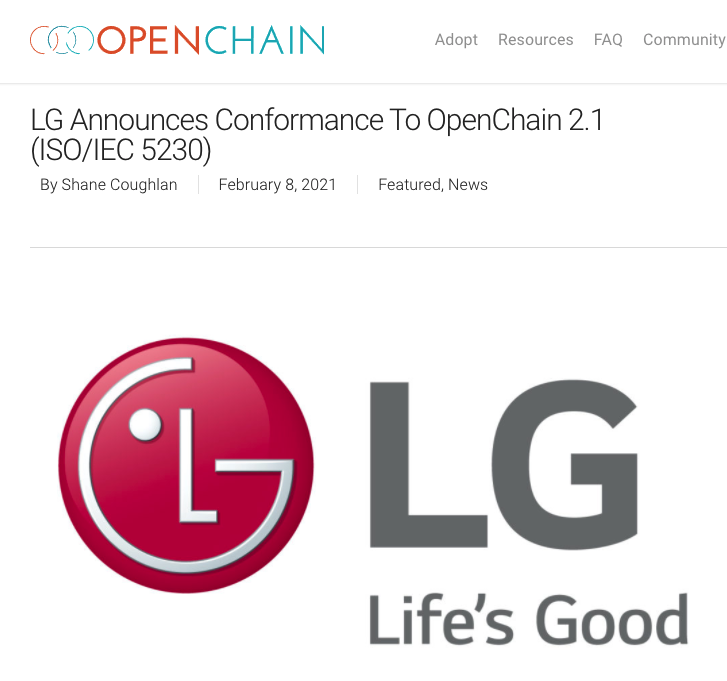 OPENCHAIN
Adopt Resources FAQ Community
LG Announces Conformance To OpenChain 2.1
(ISO/IEC 5230)
By Shane Coughlan February 8, 2021 Featured, News
LG
LG
Life's Good